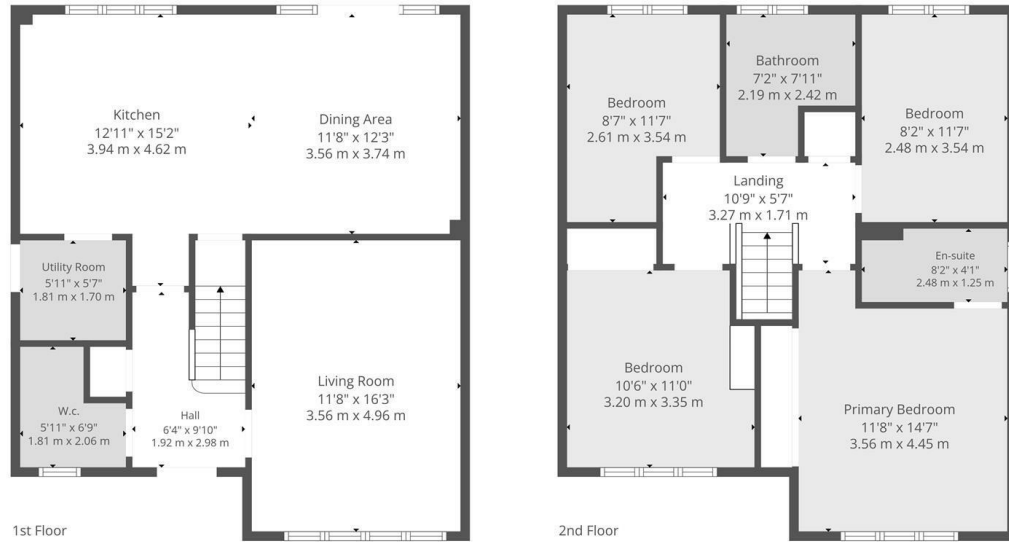 Kitchen
12'11" x 15'2"
3.94 m x 4.62 m
Dining Area
11'8" x 12'3"
3.56 m x 3.74 m
Utility Room
5'11" x 5'7"
1.81 m x 1.70 m
W.c.
5'11" x 6'9"
1.81 m x 2.06 m
Hall
6'4" x 9'10"
1.92 m x 2.98 m
Living Room
11'8" x 16'3"
3.56 m x 4.96 m
1st Floor
Bedroom
8'7" x 11'7"
2.61 m x 3.54 m
Bathroom
7'2" x 7'11"
2.19 m x 2.42 m
Bedroom
8'2" x 11'7"
2.48 m x 3.54 m
Landing
10'9" x 5'7"
3.27 m x 1.71 m
En-suite
8'2" x 4'1"
2.48 m x 1.25 m
Bedroom
10'6" x 11'0"
3.20 m x 3.35 m
Primary Bedroom
11'8" x 14'7"
3.56 m x 4.45 m
2nd Floor